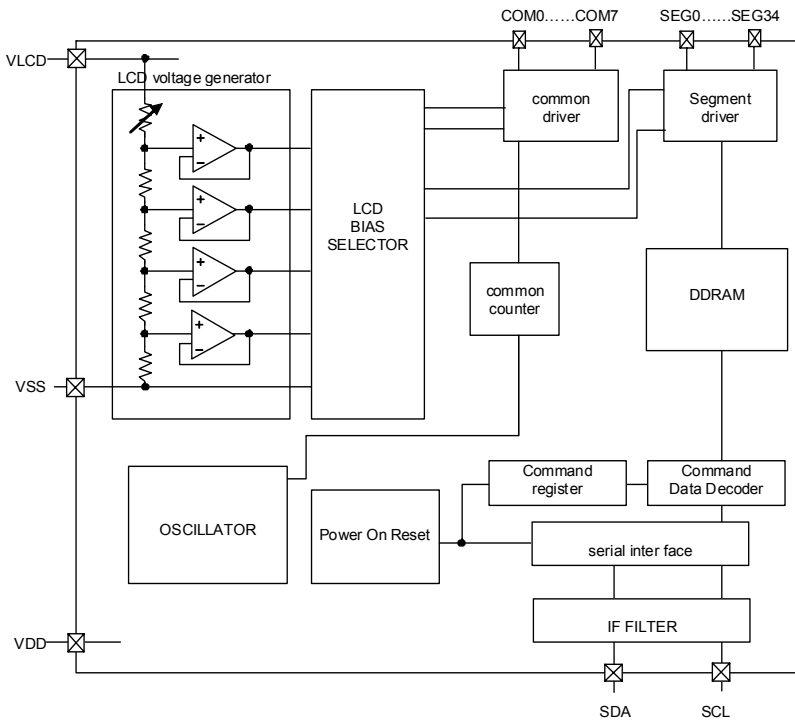 COM0......COM7
SEG0......SEG34
VLCD
LCD voltage generator
common
driver
Segment
driver
+
−
+
−
+
−
+
−
LCD
BIAS
SELECTOR
common
counter
DDRAM
VSS
OSCILLATOR
Power On Reset
Command
register
Command
Data Decoder
serial inter face
IF FILTER
VDD
SDA
SCL